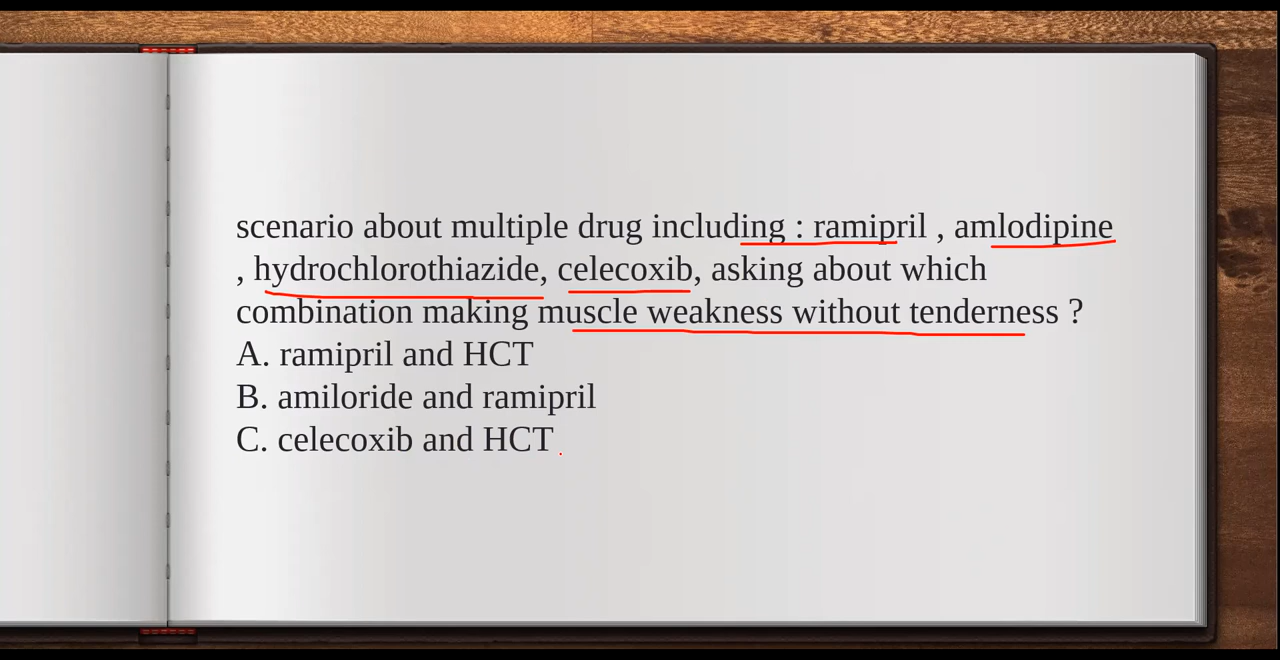 scenario about multiple drug including : ramipril , amlodipine
, hydrochlorothiazide, celecoxib, asking about which
combination making muscle weakness without tenderness ?
A. ramipril and HCT
B. amiloride and ramipril
C. celecoxib and HCT